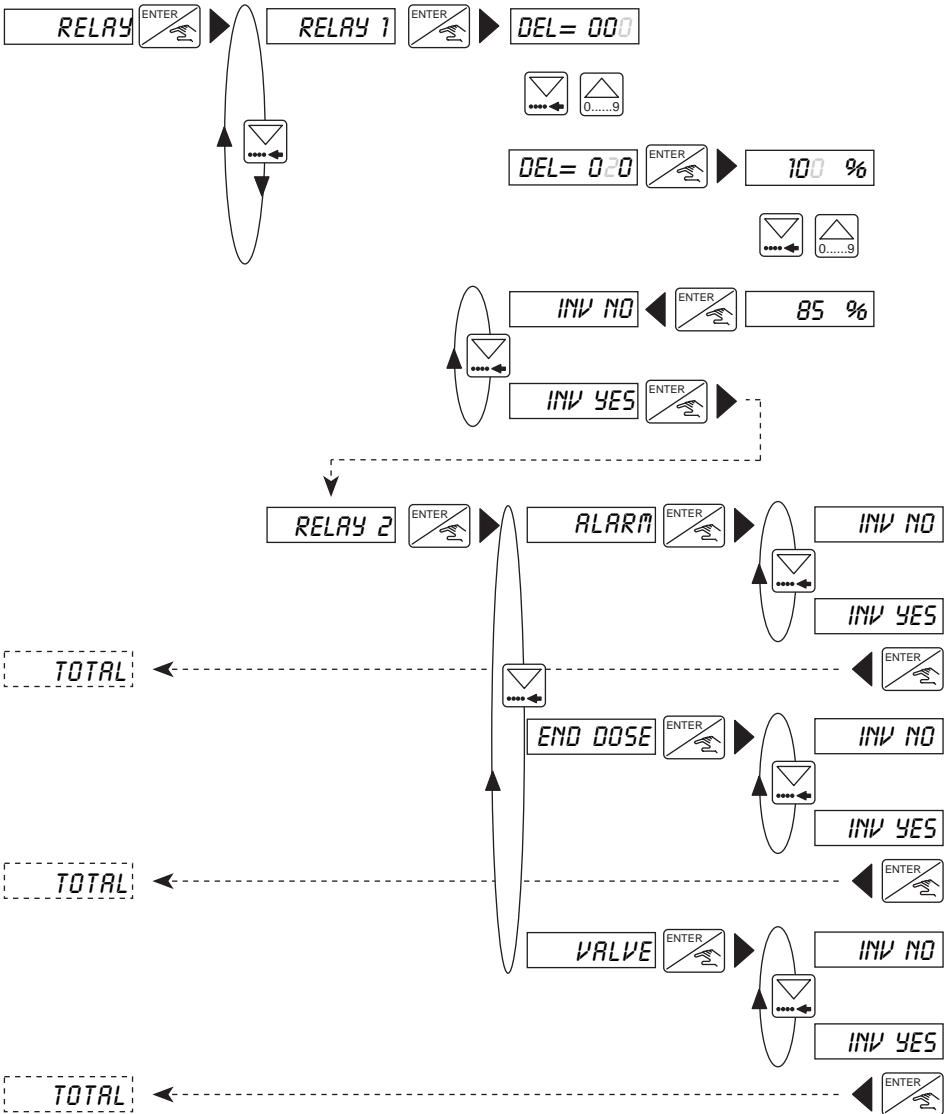 RELAY ENTER RELAY 1 ENTER DEL= 000
0......9
DEL= 020 ENTER 100 %
0......9
INV NO ENTER 85 %
INV YES ENTER
RELAY 2 ENTER ALARM ENTER INV NO
INV YES
TOTAL ENTER
END DOSE ENTER INV NO
INV YES
TOTAL ENTER
VALVE ENTER INV NO
INV YES
TOTAL ENTER